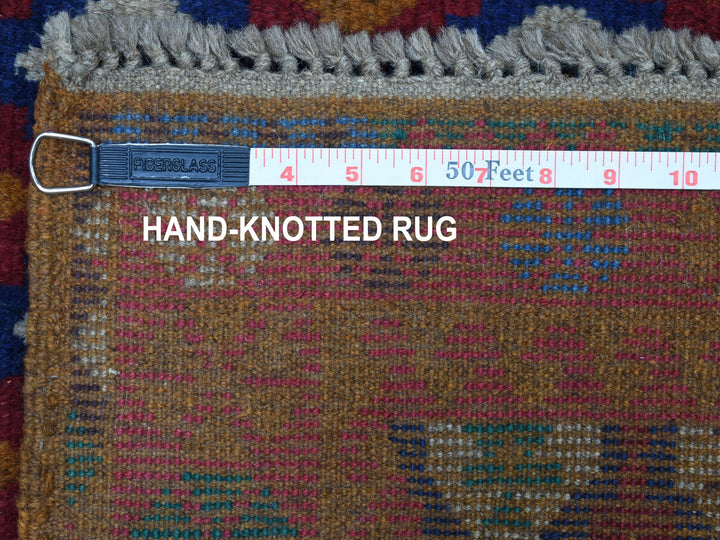 FIBERGLASS
4 5 6 50 Feet 7 8 9 10
HAND-KNOTTED RUG